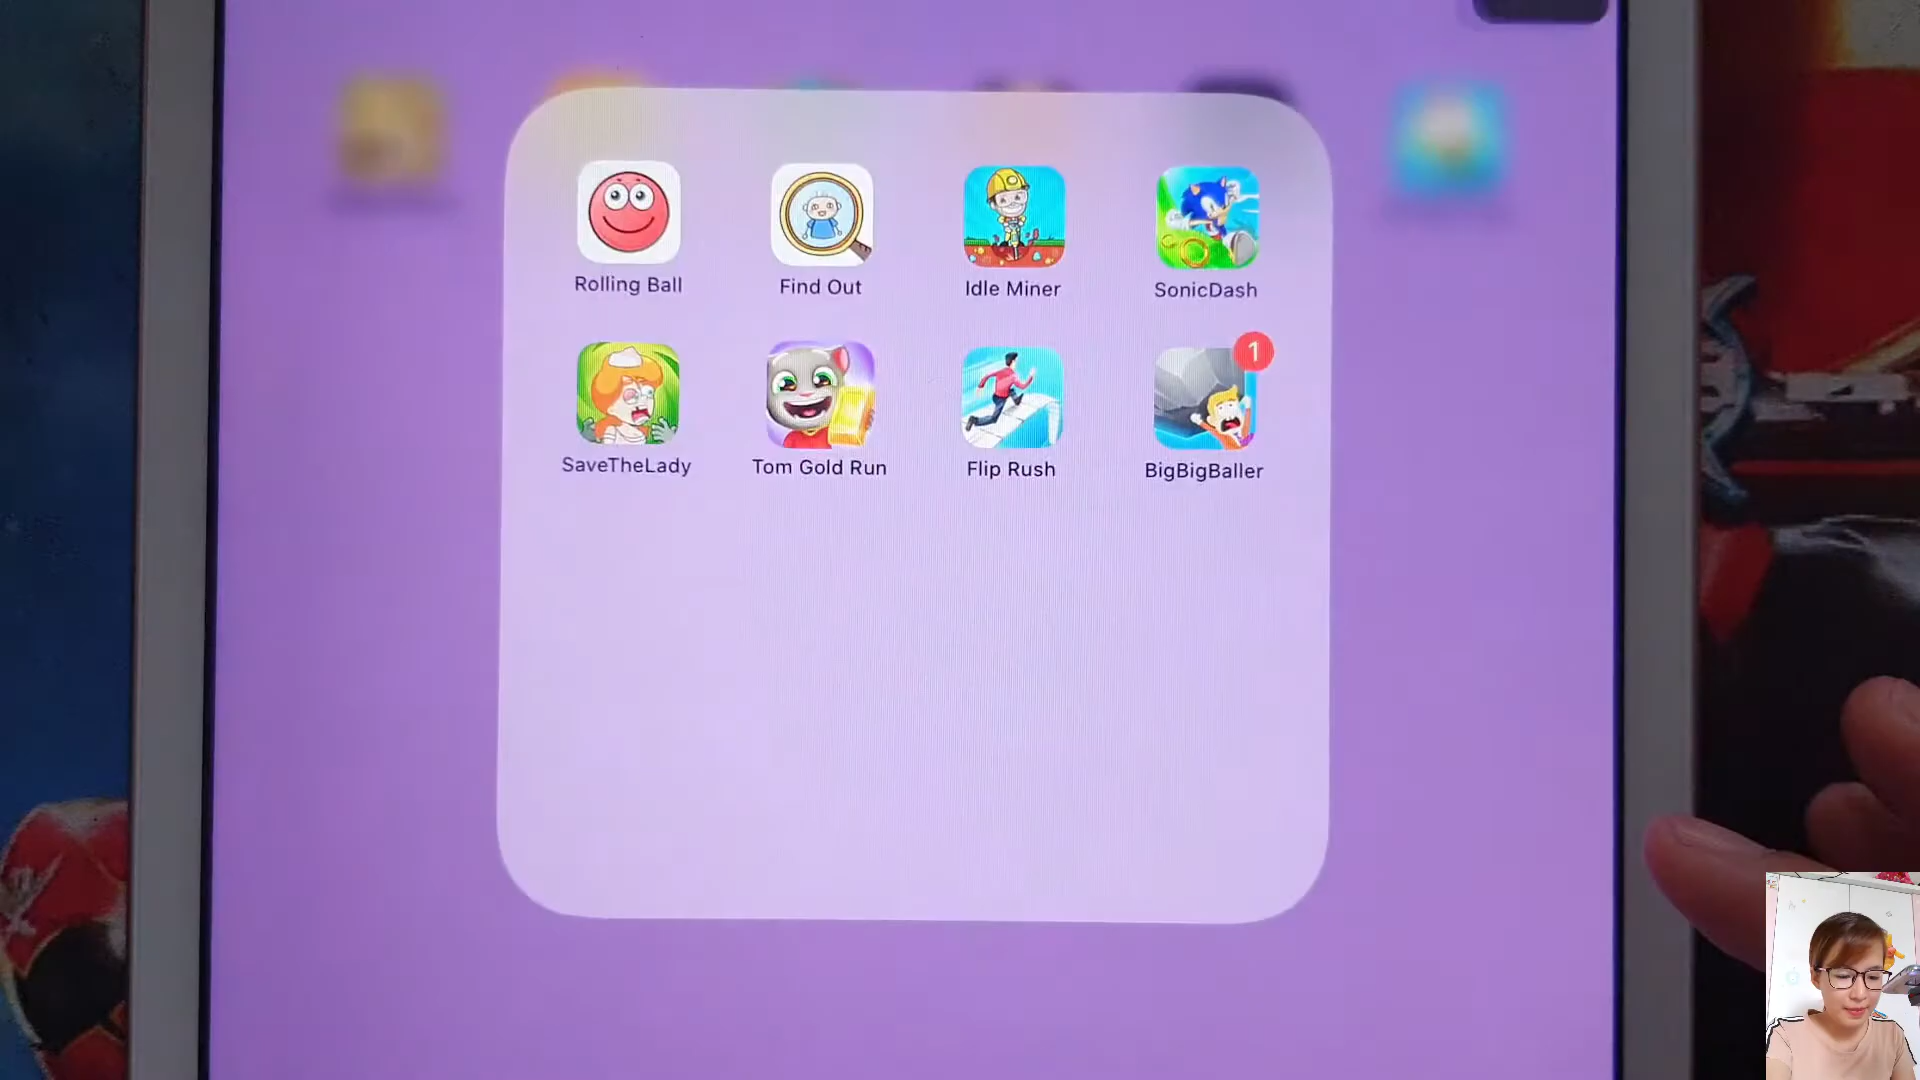 Rolling Ball
Find Out
Idle Miner
SonicDash
1
SaveTheLady
Tom Gold Run
Flip Rush
BigBigBaller